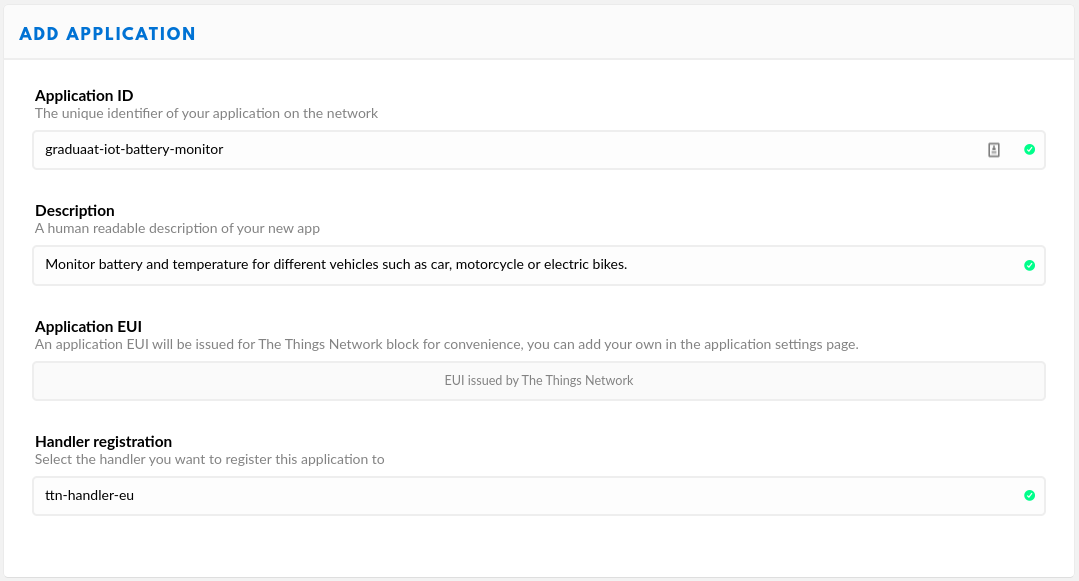 ADD APPLICATION
Application ID
The unique identifier of your application on the network
graduaat-iot-battery-monitor
Description
A human readable description of your new app
Monitor battery and temperature for different vehicles such as car, motorcycle or electric bikes.
Application EUI
An application EUI will be issued for The Things Network block for convenience, you can add your own in the application settings page.
EUI issued by The Things Network
Handler registration
Select the handler you want to register this application to
ttn-handler-eu